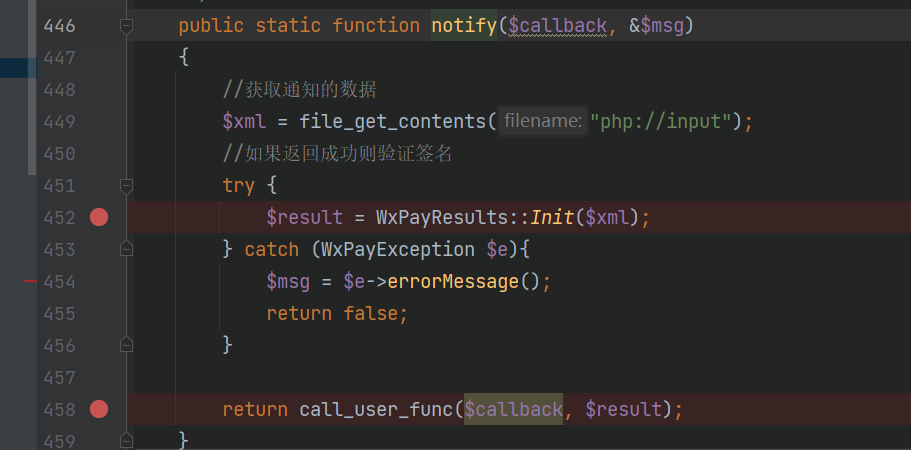 446 public static function notify($callback, &$msg)
447 {
448 //获取通知的数据
449 $xml = file_get_contents( filename: "php://input");
450 //如果返回成功则验证签名
451 try {
452 $result = WxPayResults::Init($xml);
453 } catch (WxPayException $e){
454 $msg = $e->errorMessage();
455 return false;
456 }
457
458 return call_user_func($callback, $result);
459 }